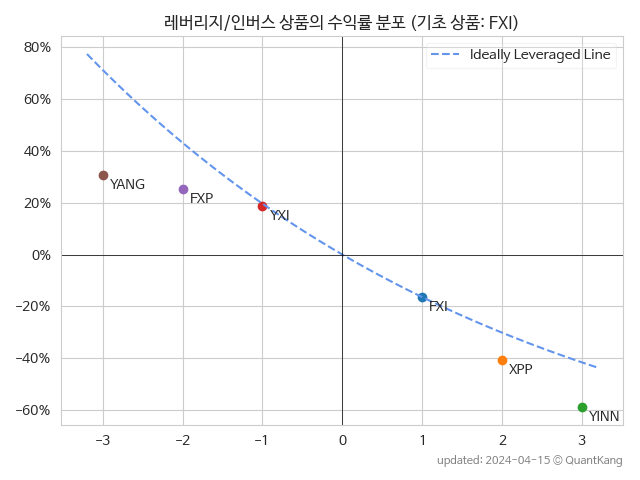 레버리지/인버스 상품의 수익률 분포 (기초 상품: FXI)
80%
Ideally Leveraged Line
60%
40%
YANG
FXP
20%
YXI
0%
−20%
FXI
−40%
XPP
−60%
YINN
−3 −2 −1 0 1 2 3
updated: 2024-04-15 © QuantKang